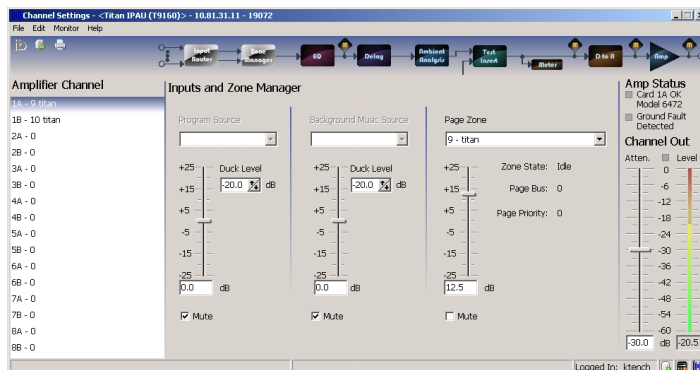 Channel Settings - <Titan IPAU (T9160)> - 10.81.31.11 - 19072
File Edit Monitor Help
Input Router
Zone Manager
EQ
Delay
Ambient Analysis
Test Insert
Meter
D to A
Amp
Amplifier Channel
1A - 9 titan
1B - 10 titan
2A - 0
2B - 0
3A - 0
3B - 0
4A - 0
4B - 0
5A - 0
5B - 0
6A - 0
6B - 0
7A - 0
7B - 0
8A - 0
8B - 0
Inputs and Zone Manager
Program Source
+25
+15
+5
-5
-15
-25
Duck Level
-20.0 dB
0.0 dB
Mute
Background Music Source
+25
+15
+5
-5
-15
-25
Duck Level
-20.0 dB
0.0 dB
Mute
Page Zone
9 - titan
+25
+15
+5
-5
-15
-25
Zone State: Idle
Page Bus: 0
Page Priority: 0
12.5 dB
Mute
Amp Status
Card 1A OK
Model 6472
Ground Fault
Detected
Channel Out
Atten. Level
0
-6
-12
-18
-24
-30
-36
-42
-48
-54
-60
-30.0 dB -20.5
Logged In: ktench